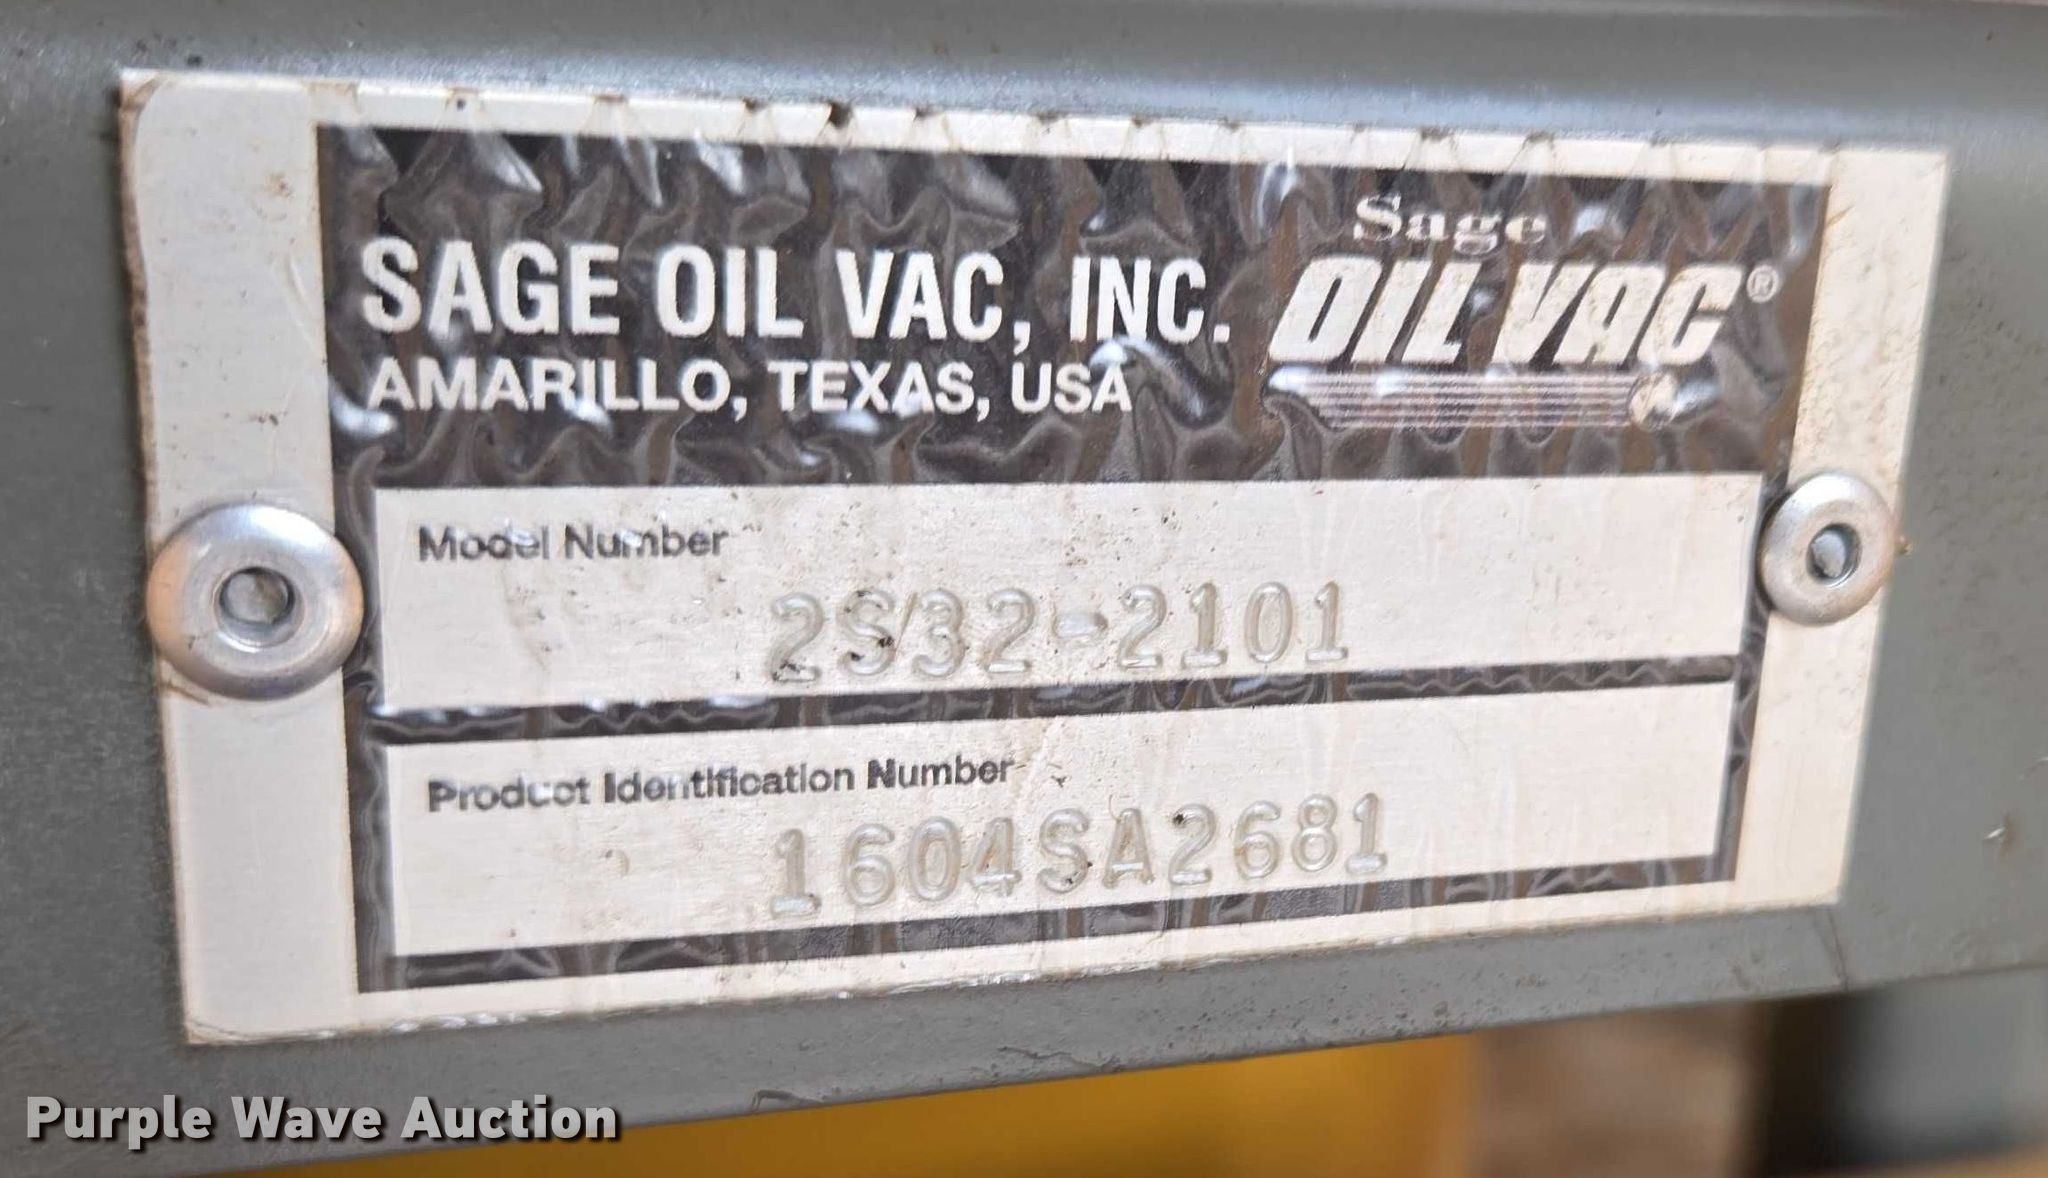 SAGE OIL VAC, INC.
AMARILLO, TEXAS, USA
Sage
OIL VAC®
Model Number
2S32-2101
Product Identification Number
1604SA2681
Purple Wave Auction